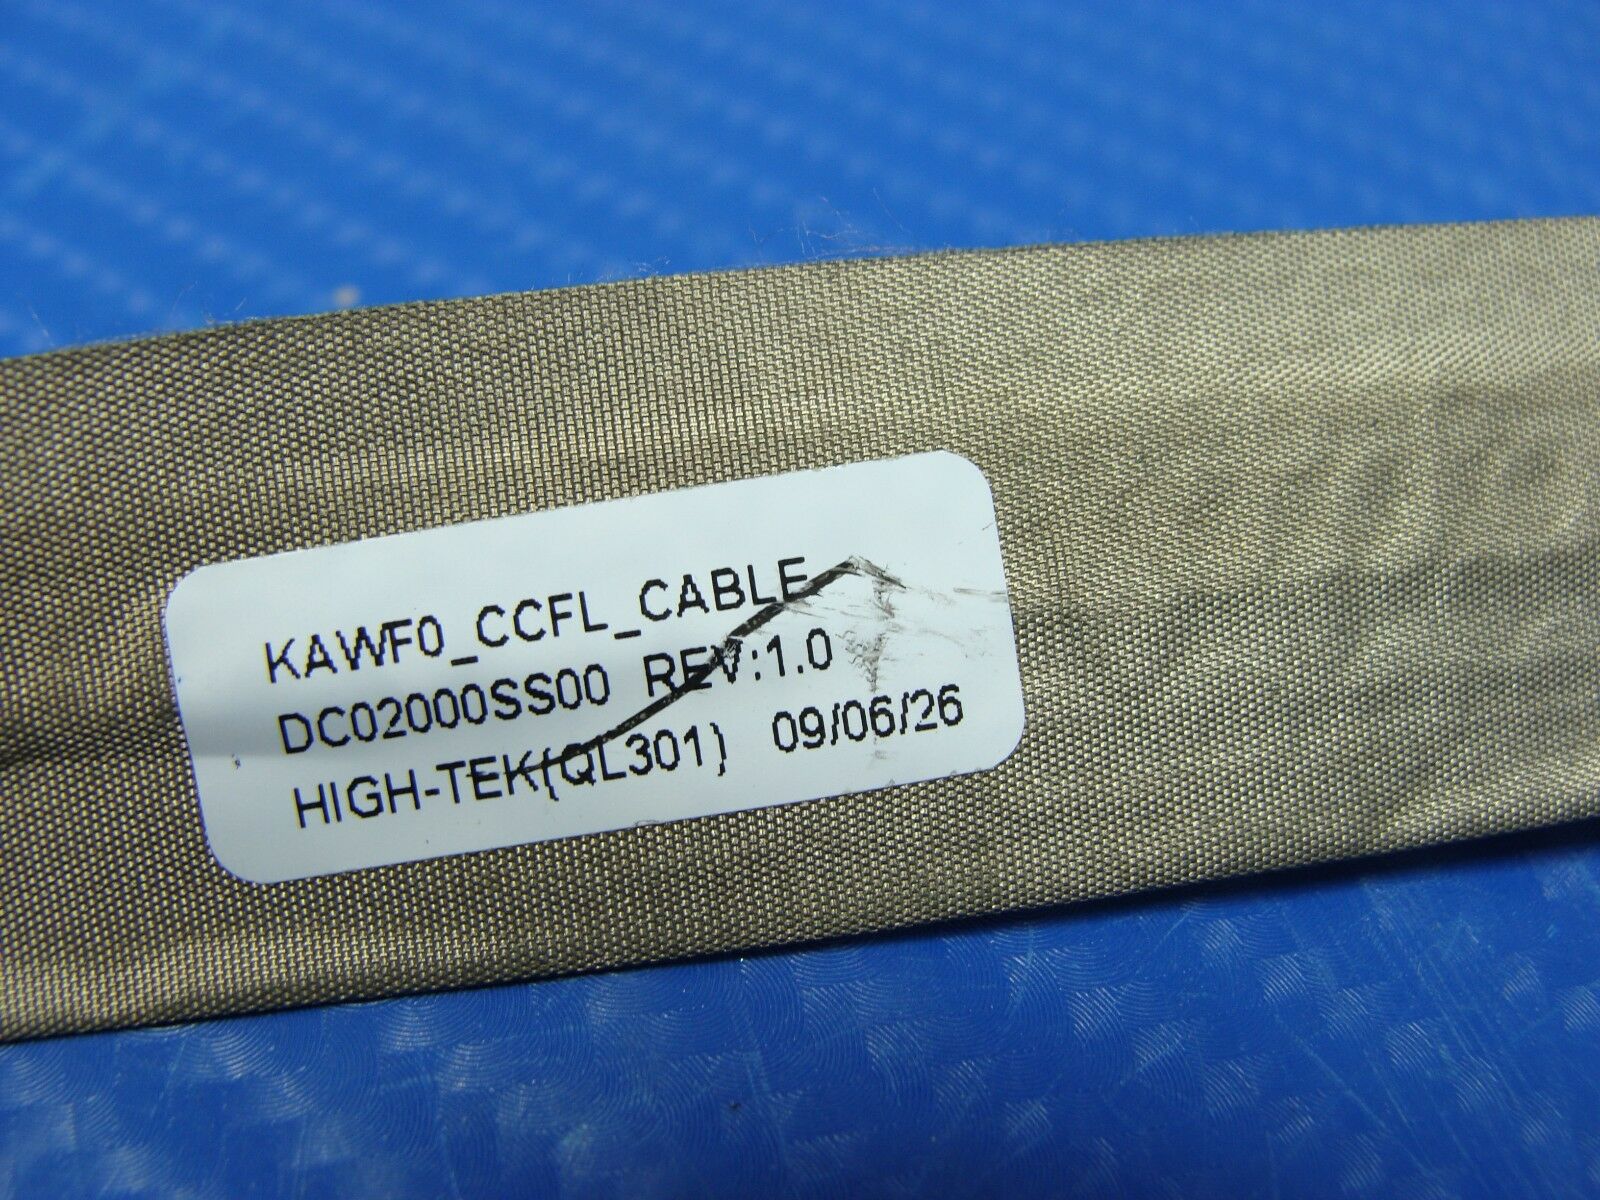 KAWF0_CCFL_CABLE
DC02000SS00 REV:1.0
HIGH-TEK(QL301) 09/06/26